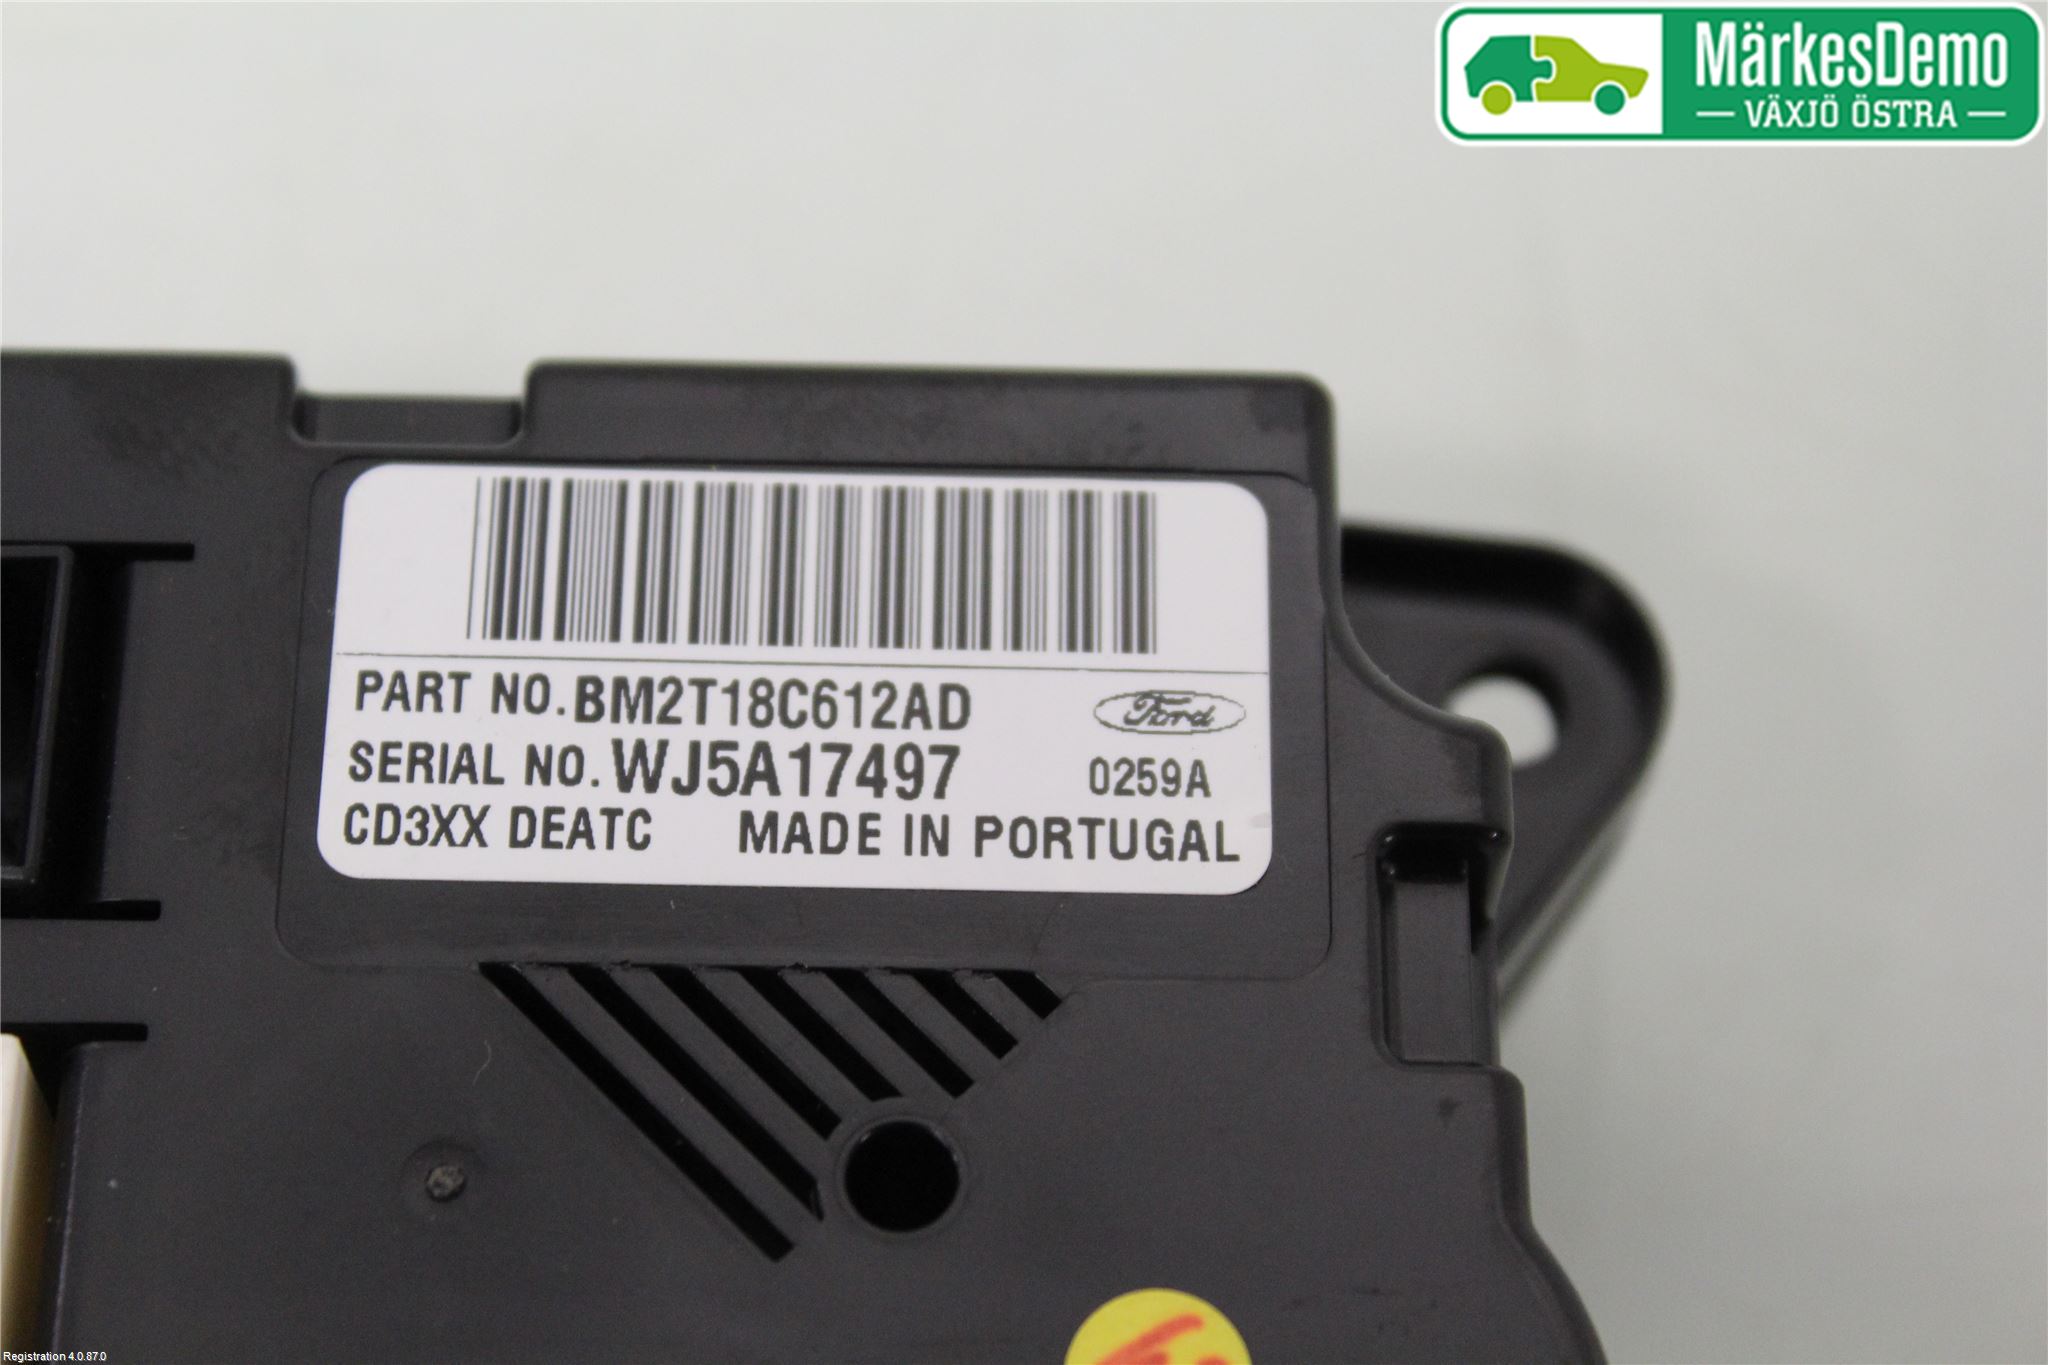 MärkesDemo
VÄXJÖ ÖSTRA
PART NO.BM2T18C612AD
Ford
SERIAL NO.WJ5A17497
0259A
CD3XX DEATC
MADE IN PORTUGAL
Registration 4.0.87.0